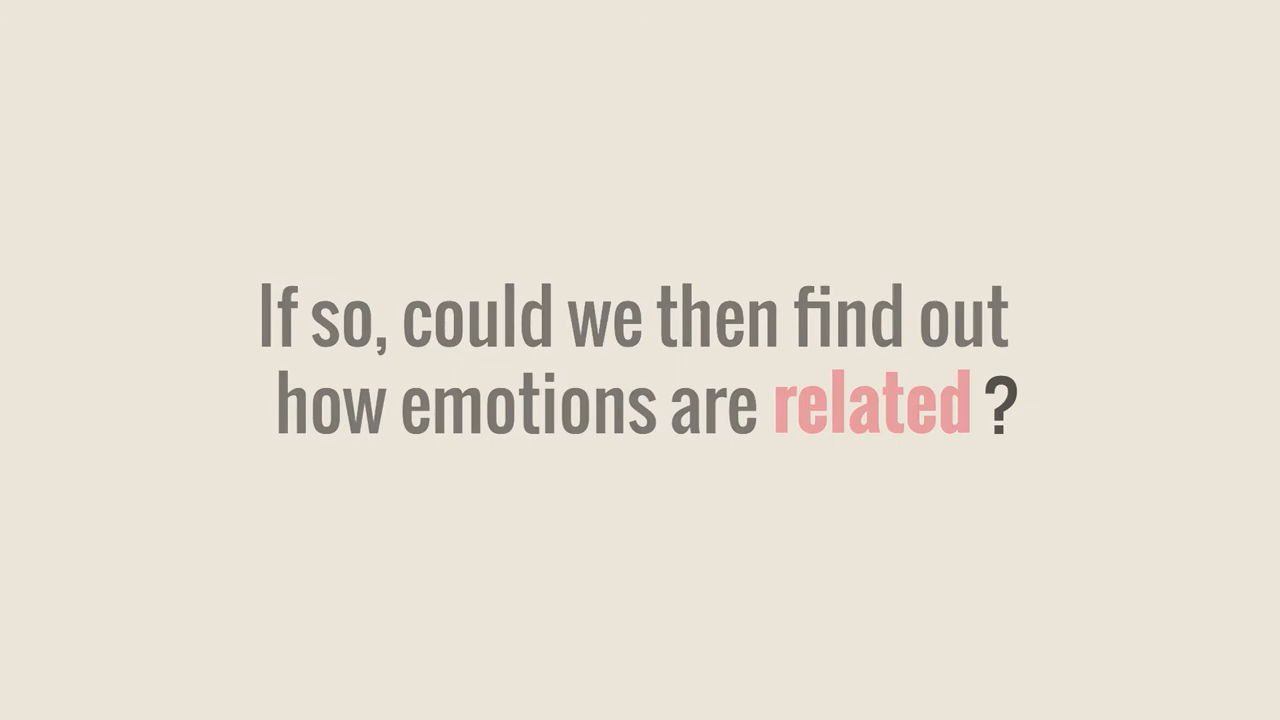 If so, could we then find out
how emotions are related ?